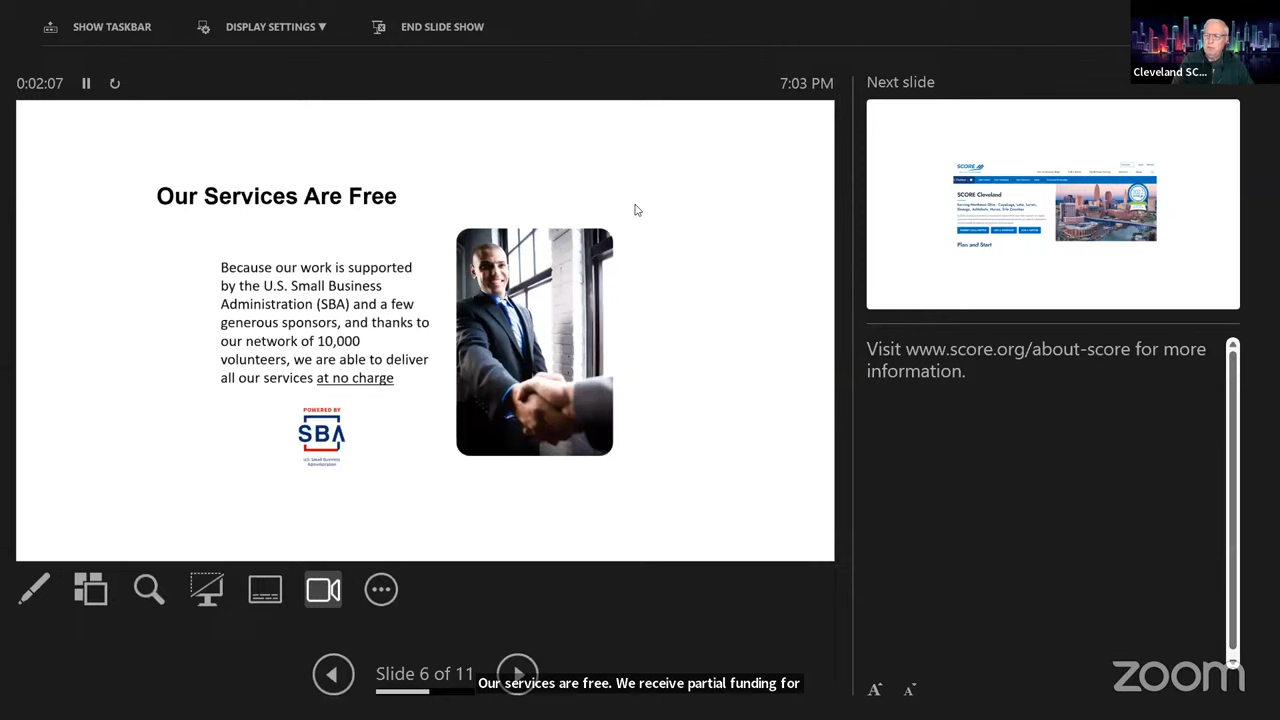 SHOW TASKBAR
DISPLAY SETTINGS ▼
END SLIDE SHOW
Cleveland SC...
0:02:07
7:03 PM
Next slide
Our Services Are Free
Because our work is supported
by the U.S. Small Business
Administration (SBA) and a few
generous sponsors, and thanks to
our network of 10,000
volunteers, we are able to deliver
all our services at no charge
POWERED BY
SBA
U.S. Small Business
Administration
SCORE
SCORE Cleveland
Plan and Start
Visit www.score.org/about-score for more
information.
Slide 6 of 11
Our services are free. We receive partial funding for
A A
zoom